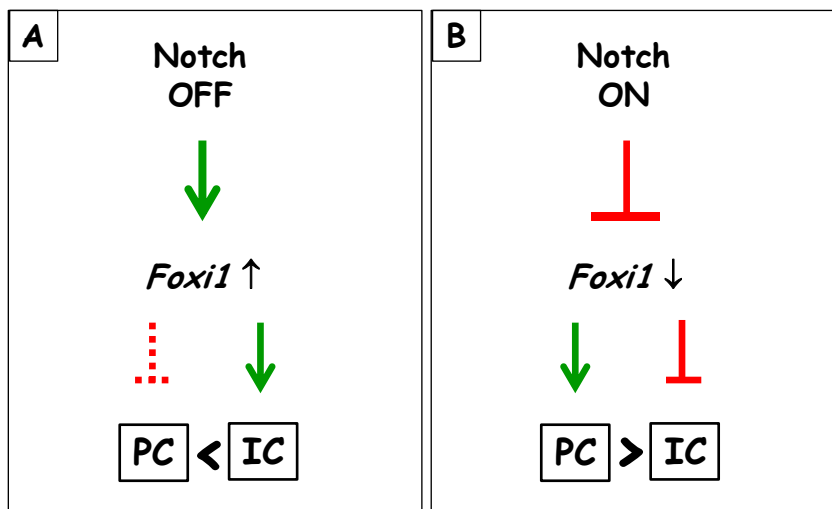 A
Notch
OFF
Foxi1 ↑
PC < IC
B
Notch
ON
Foxi1 ↓
PC > IC